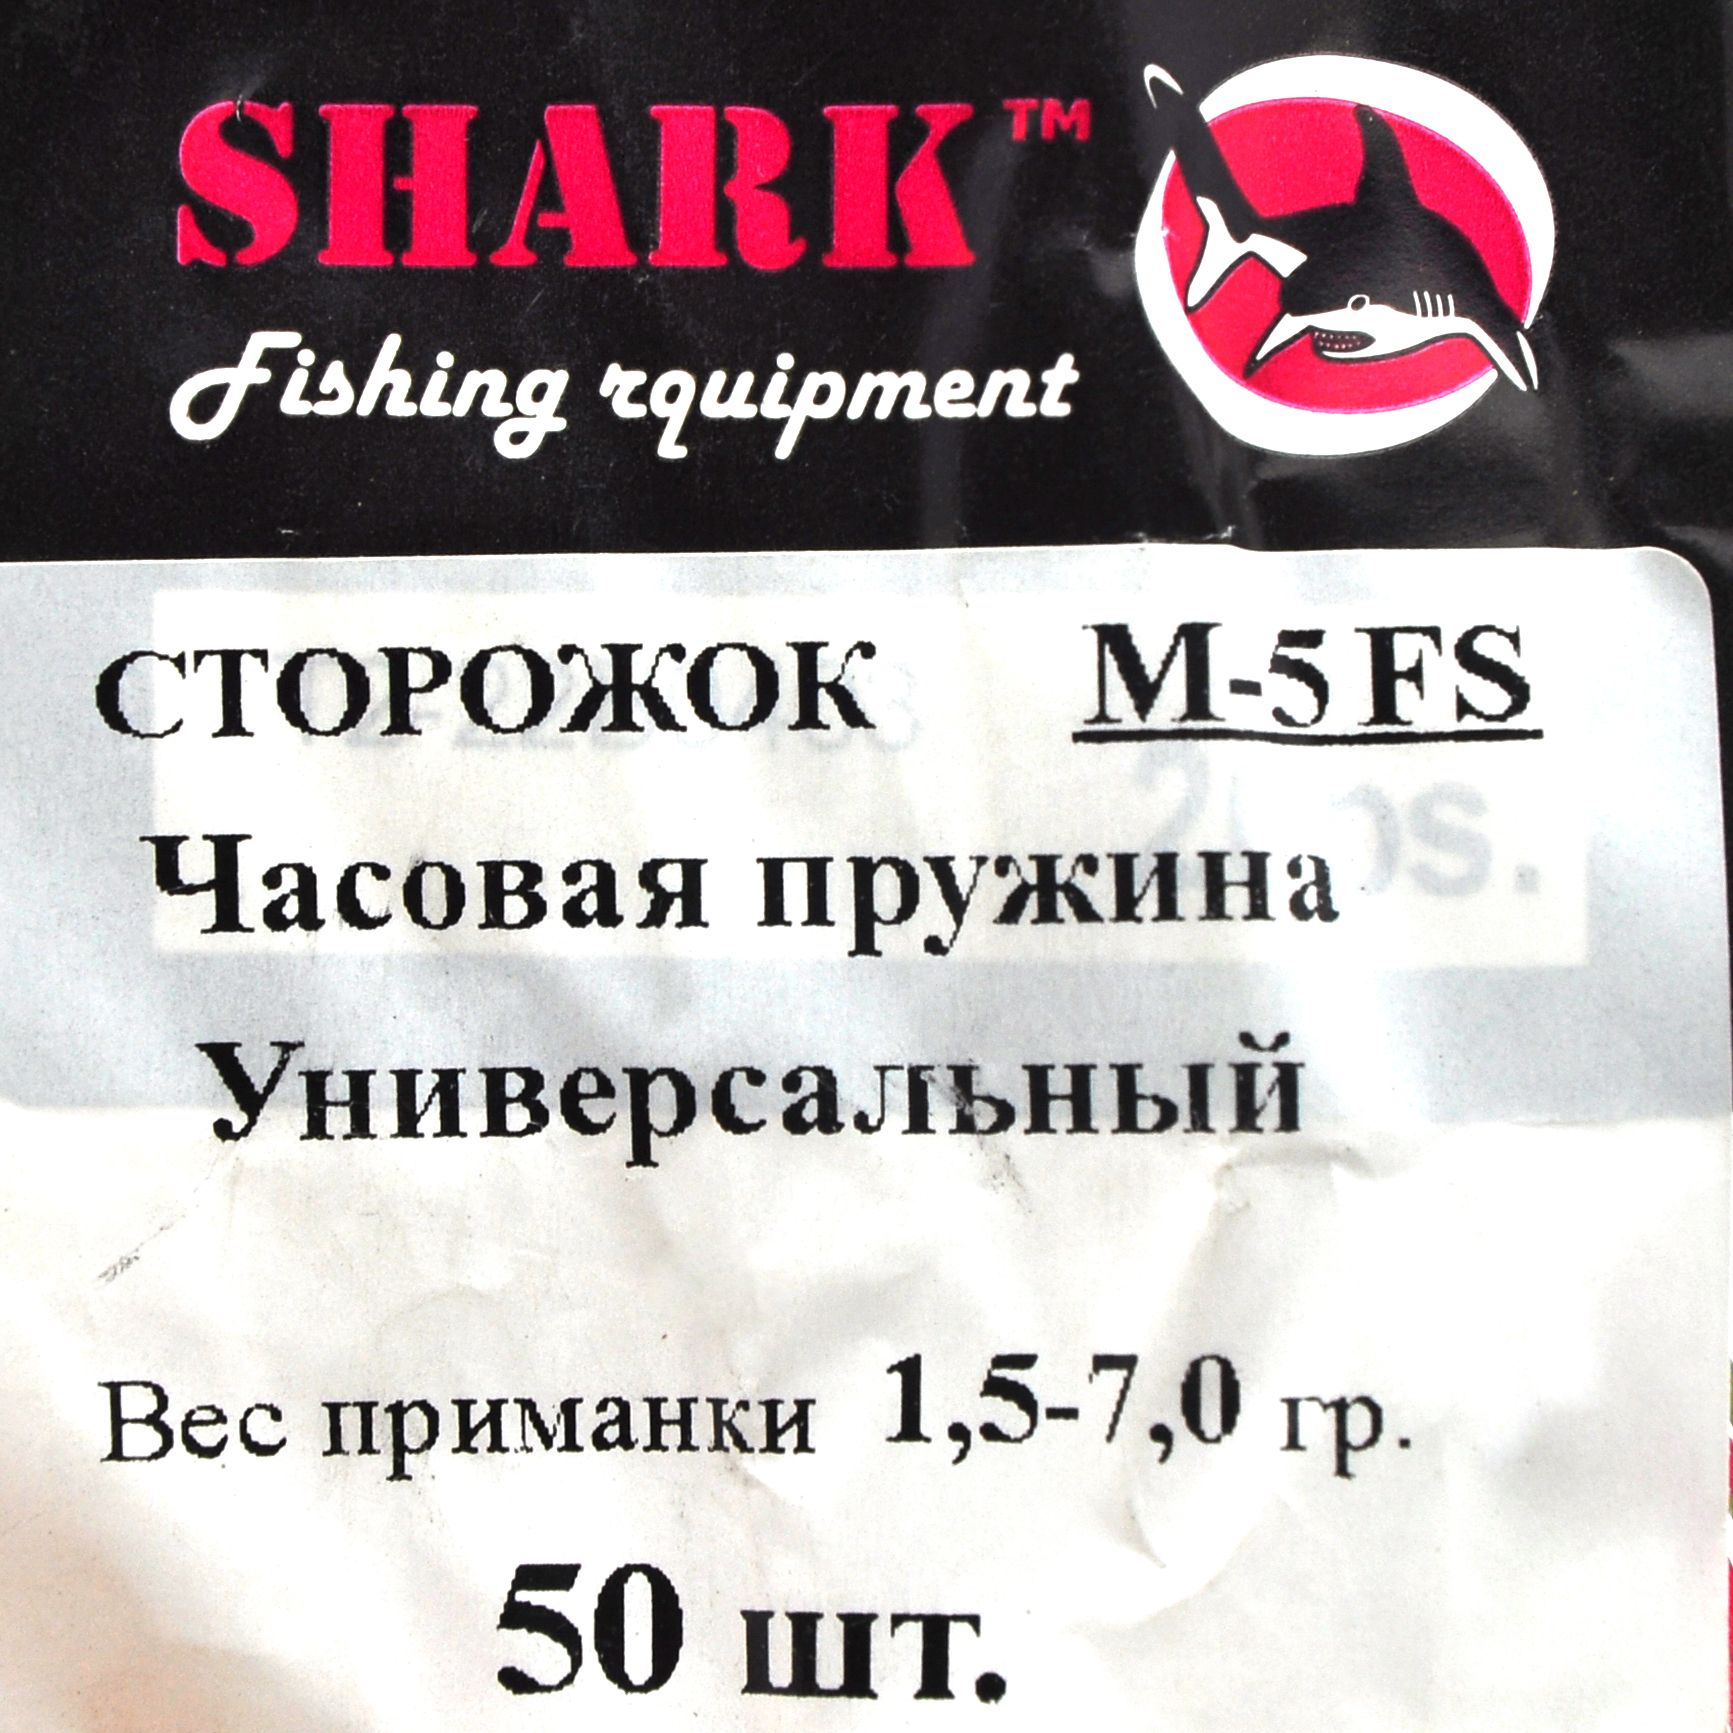 SHARK™
Fishing rquipment
СТОРОЖОК M-5FS
Часовая пружина
Универсальный
Вес приманки 1,5-7,0 гр.
50 шт.